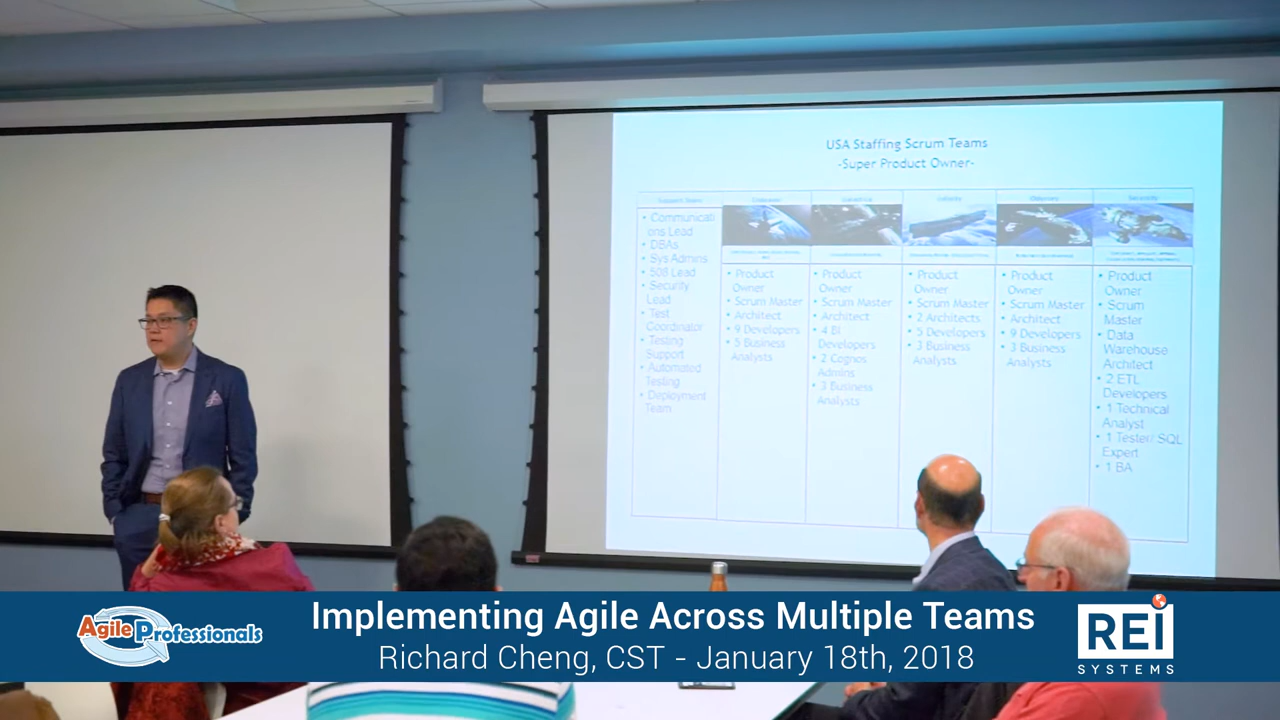 USA Staffing Scrum Teams
-Super Product Owner-
Support Team
• Communicati
ons Lead
• DBAs
• Sys Admins
• 508 Lead
• Security
Lead
• Test
Coordinator
• Testing
Support
• Automated
Testing
• Deployment
Team
• Product
Owner
• Scrum Master
• Architect
• 9 Developers
• 5 Business
Analysts
• Product
Owner
• Scrum Master
• Architect
• 4 BI
Developers
• 2 Cognos
Admins
• 3 Business
Analysts
• Product
Owner
• Scrum Master
• 2 Architects
• 5 Developers
• 3 Business
Analysts
• Product
Owner
• Scrum Master
• Architect
• 9 Developers
• 3 Business
Analysts
• Product
Owner
• Scrum
Master
• Data
Warehouse
Architect
• 2 ETL
Developers
• 1 Technical
Analyst
• 1 Tester/ SQL
Expert
• 1 BA
Agile Professionals
Implementing Agile Across Multiple Teams
Richard Cheng, CST - January 18th, 2018
REI
SYSTEMS